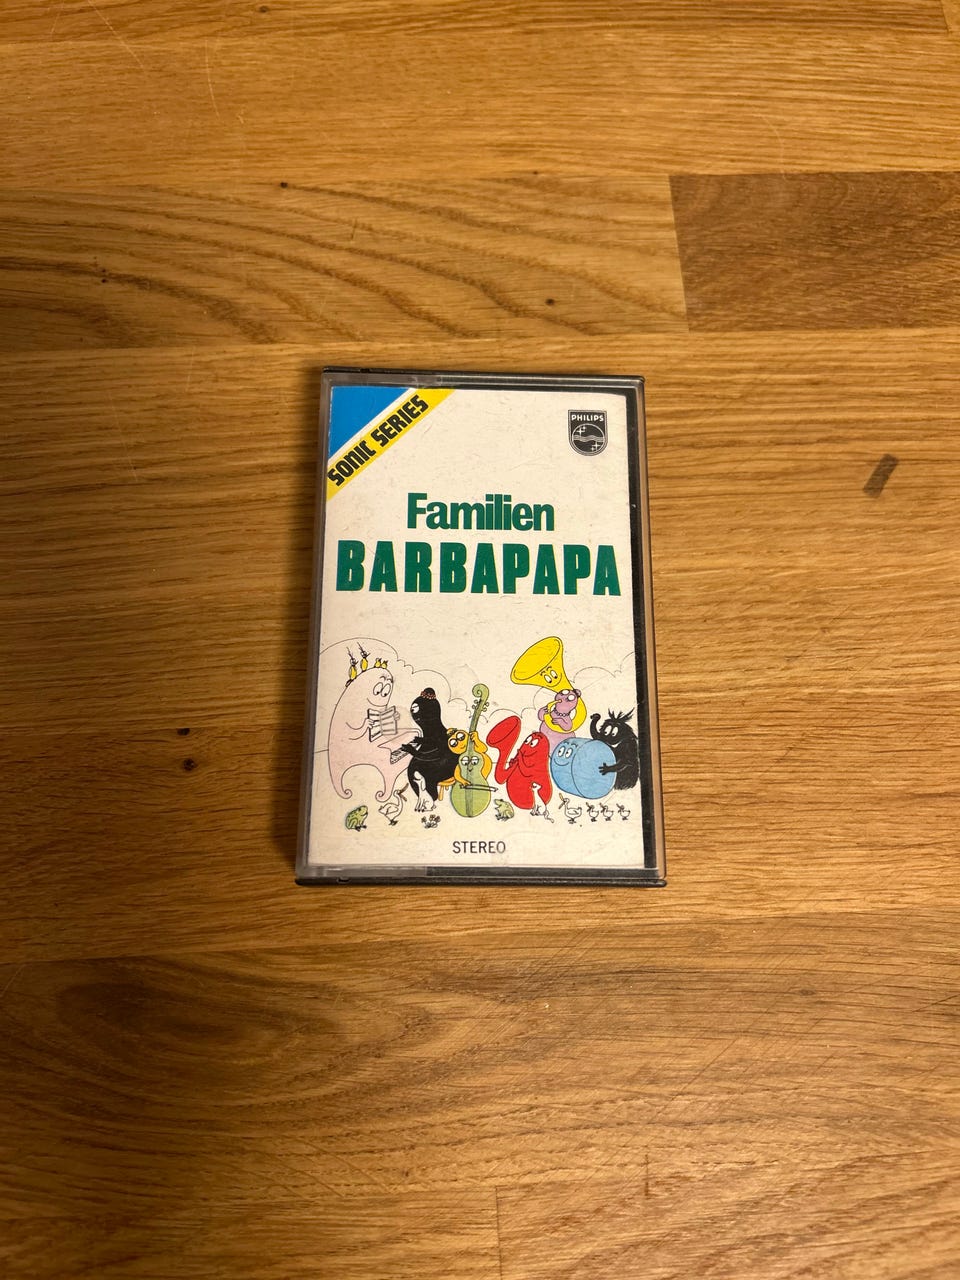 SONIC SERIES
PHILIPS
Familien
BARBAPAPA
STEREO